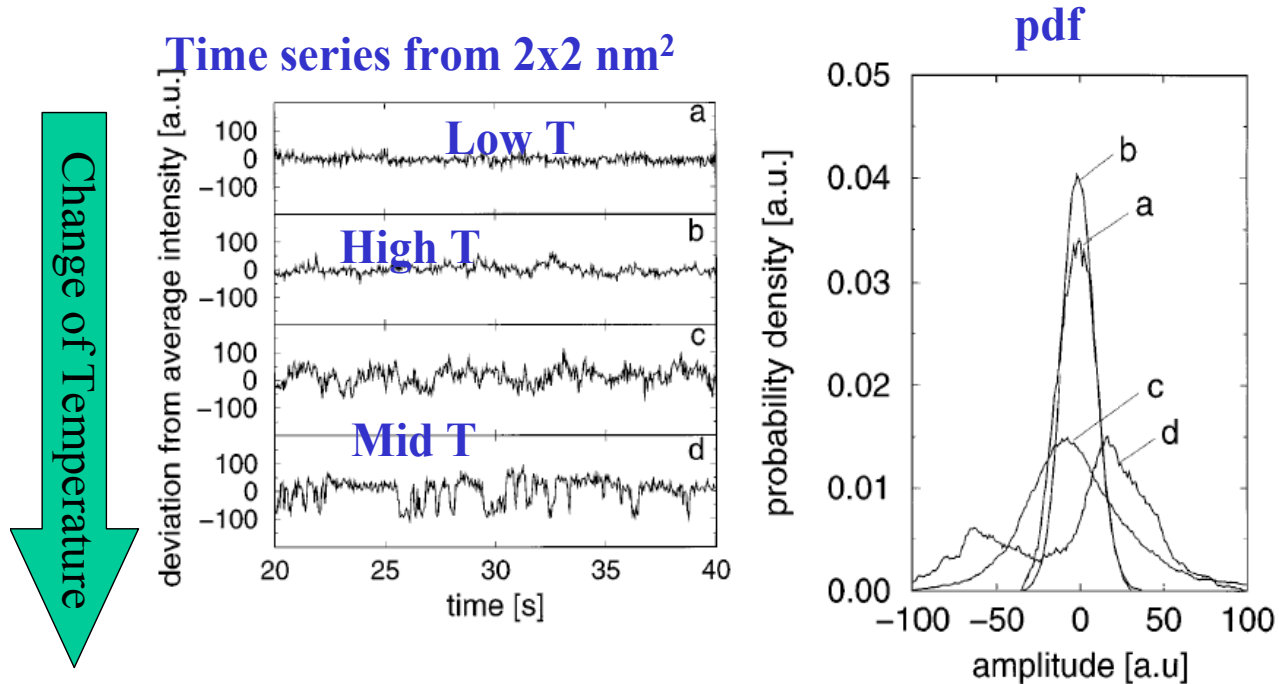 Time series from 2x2 nm²
pdf
Change of Temperature
deviation from average intensity [a.u.]
100
0
−100
a
Low T
100
0
−100
b
High T
100
0
−100
c
Mid T
100
0
−100
d
20 25 30 35 40
time [s]
probability density [a.u.]
0.05
0.04
0.03
0.02
0.01
0.00
b
a
c
d
−100 −50 0 50 100
amplitude [a.u]